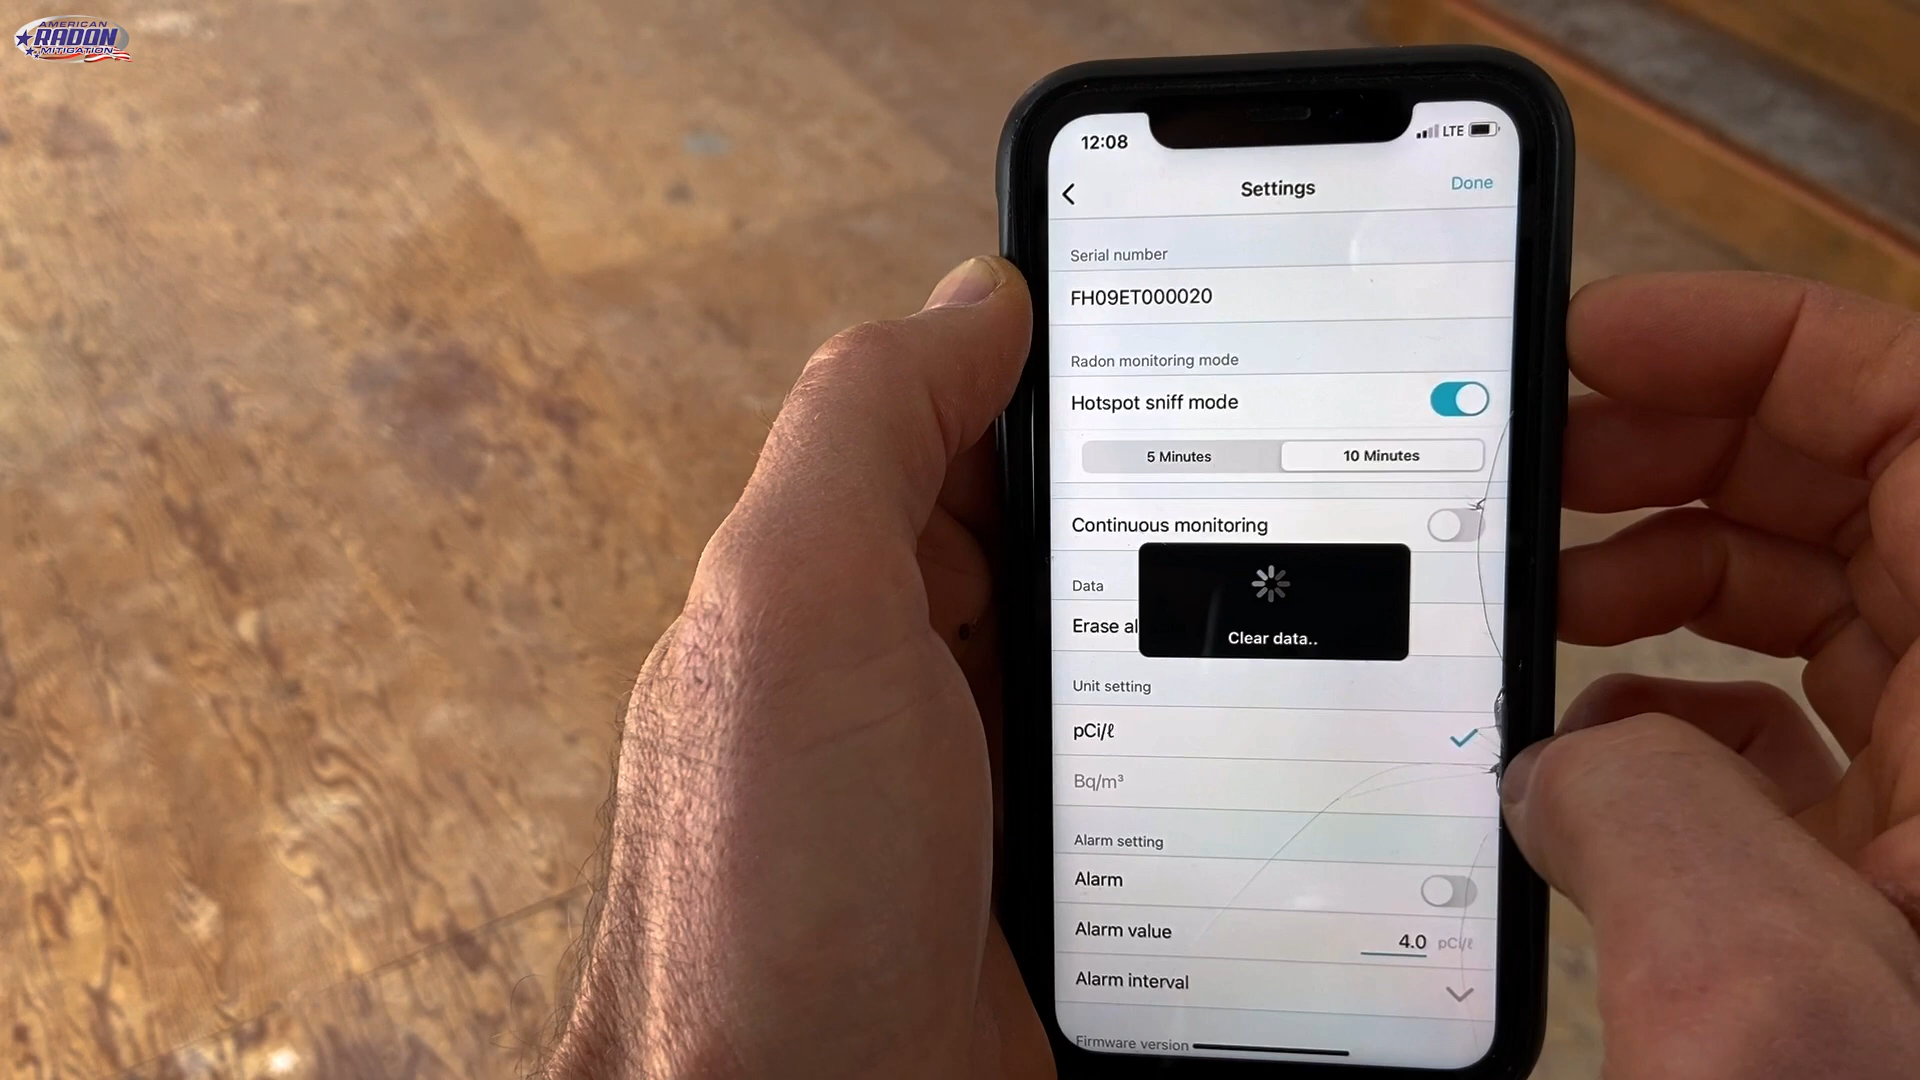 AMERICAN
RADON
MITIGATION
12:08
LTE
Settings
Done
Serial number
FH09ET000020
Radon monitoring mode
Hotspot sniff mode
5 Minutes
10 Minutes
Continuous monitoring
Data
Erase al
Clear data..
Unit setting
pCi/ℓ
Bq/m³
Alarm setting
Alarm
Alarm value
4.0 pCi/ℓ
Alarm interval
Firmware version